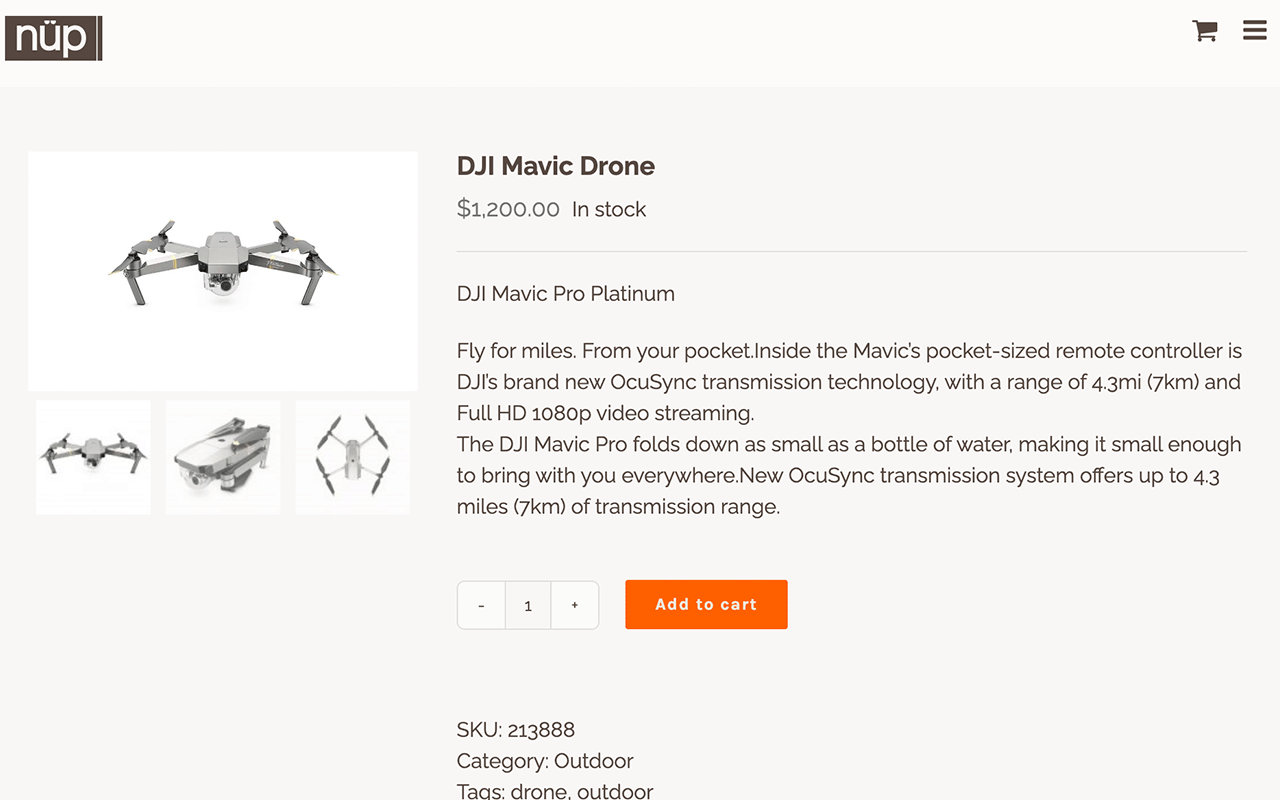 nüp
DJI Mavic Drone
$1,200.00 In stock
DJI Mavic Pro Platinum
Fly for miles. From your pocket.Inside the Mavic’s pocket-sized remote controller is
DJI’s brand new OcuSync transmission technology, with a range of 4.3mi (7km) and
Full HD 1080p video streaming.
The DJI Mavic Pro folds down as small as a bottle of water, making it small enough
to bring with you everywhere.New OcuSync transmission system offers up to 4.3
miles (7km) of transmission range.
- 1 + Add to cart
SKU: 213888
Category: Outdoor
Tags: drone, outdoor